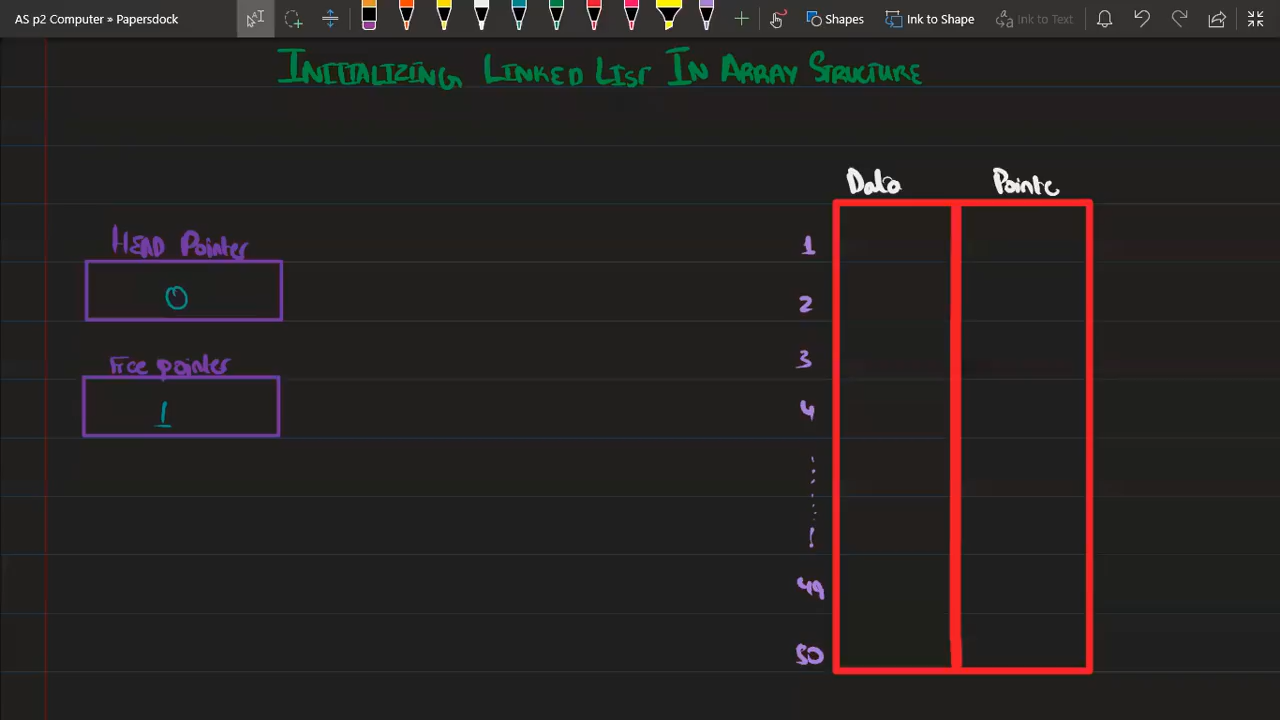 AS p2 Computer » Papersdock
Shapes
Ink to Shape
Ink to Text
INITIALIZING LINKED LIST IN ARRAY STRUCTURE
Data Pointe
HEAD Pointer
0
Free pointer
1
1
2
3
4
49
50